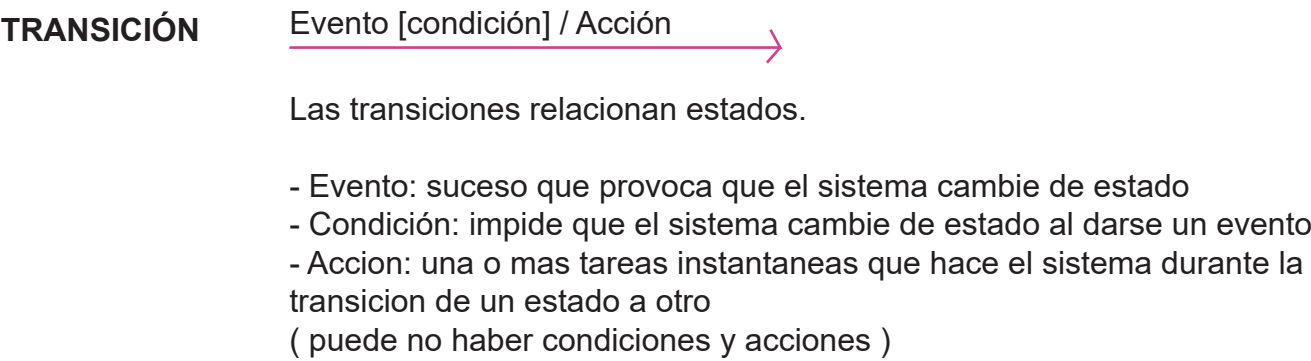 TRANSICIÓN
Evento [condición] / Acción
Las transiciones relacionan estados.
- Evento: suceso que provoca que el sistema cambie de estado
- Condición: impide que el sistema cambie de estado al darse un evento
- Accion: una o mas tareas instantaneas que hace el sistema durante la
transicion de un estado a otro
( puede no haber condiciones y acciones )